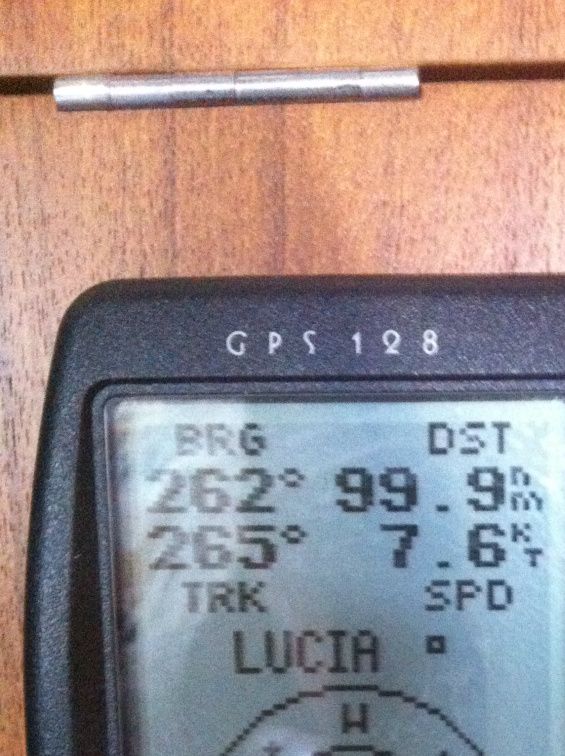 GPS 128
BRG DST
262° 99.9nm
265° 7.6KT
TRK SPD
LUCIA
W